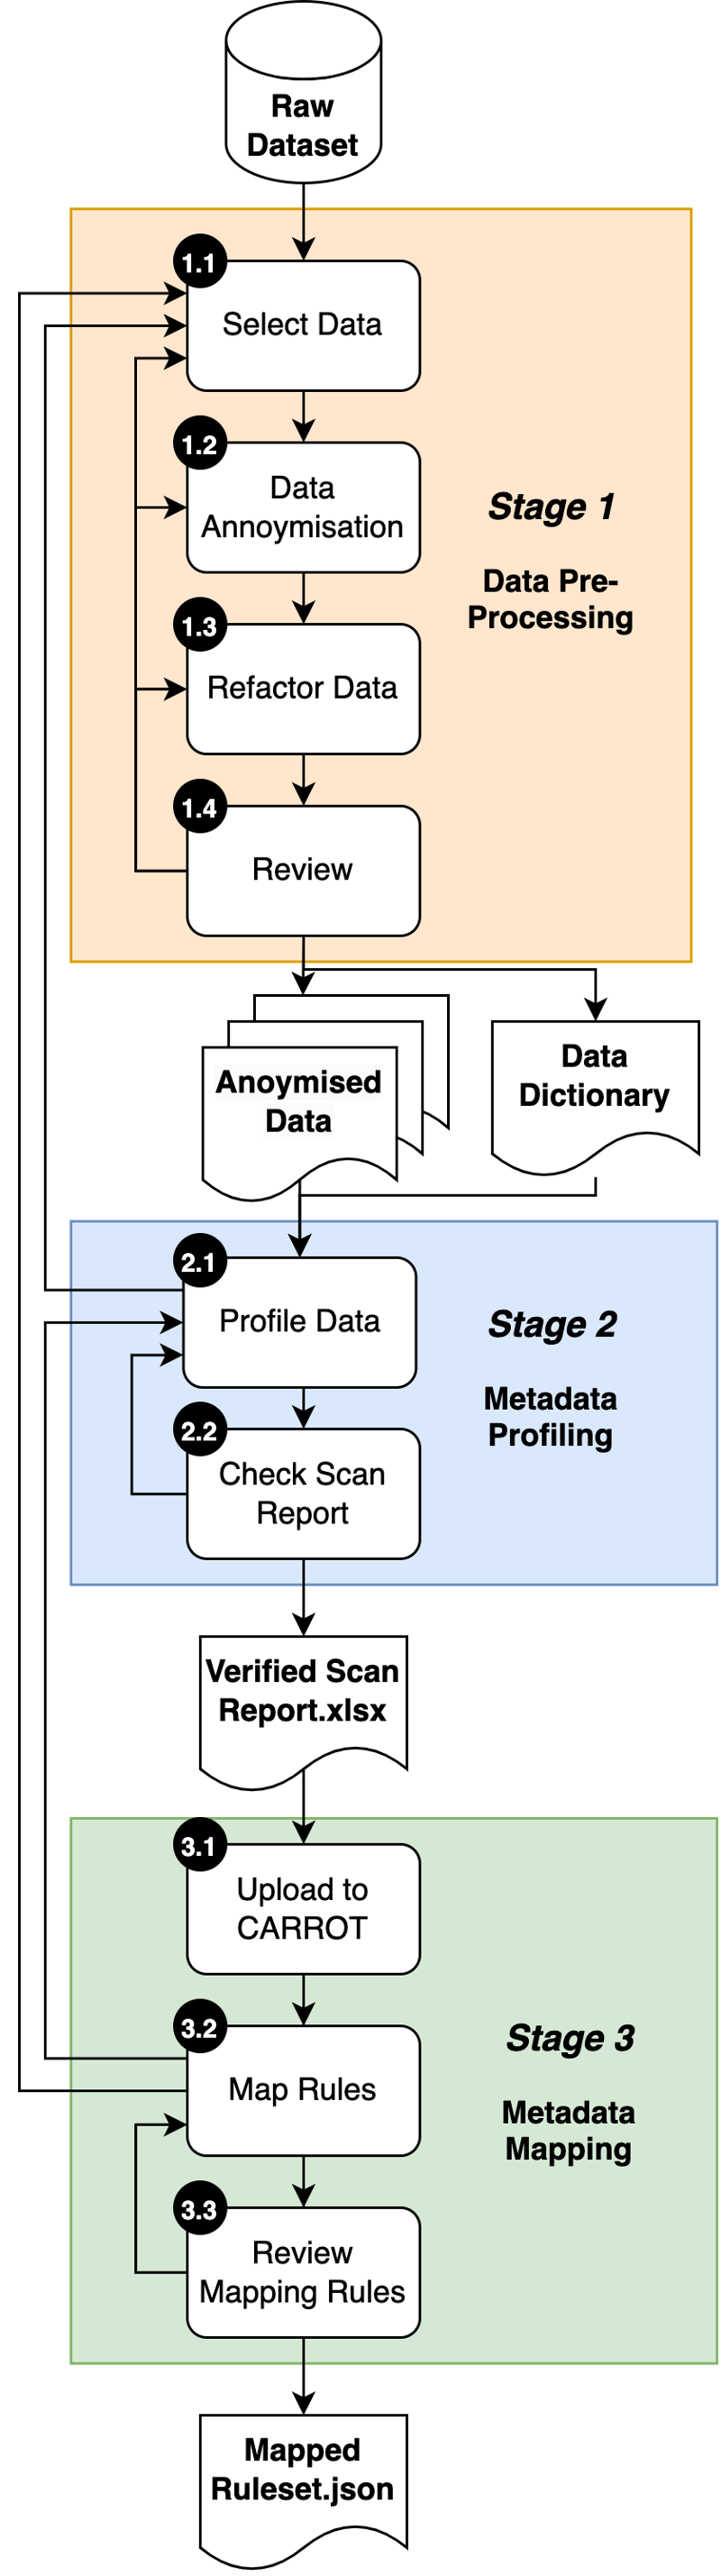 Raw
Dataset
1.1
Select Data
1.2
Data
Annoymisation
Stage 1
Data Pre-
Processing
1.3
Refactor Data
1.4
Review
Anoymised
Data
Data
Dictionary
2.1
Profile Data
Stage 2
Metadata
Profiling
2.2
Check Scan
Report
Verified Scan
Report.xlsx
3.1
Upload to
CARROT
3.2
Map Rules
Stage 3
Metadata
Mapping
3.3
Review
Mapping Rules
Mapped
Ruleset.json